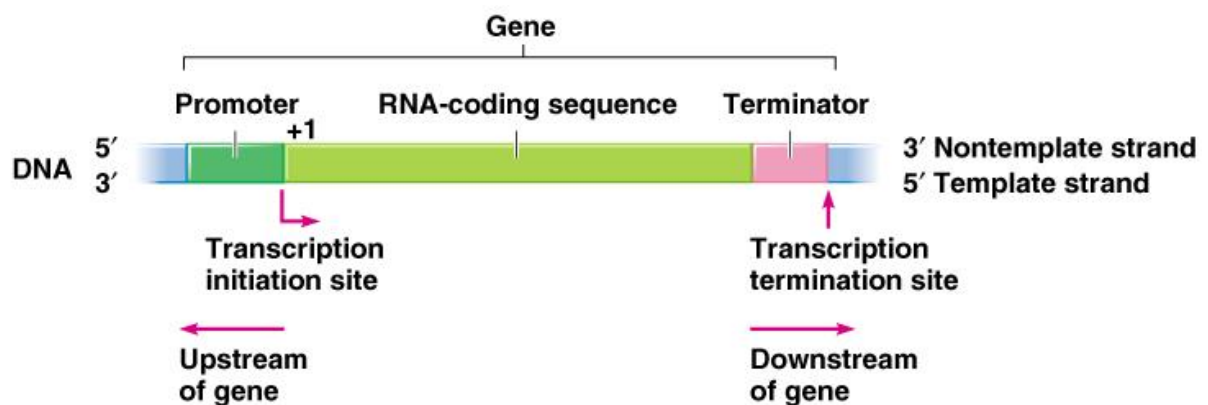 Gene
Promoter RNA-coding sequence Terminator
+1
5′ 3′ Nontemplate strand
DNA
3′ 5′ Template strand
Transcription
initiation site
Transcription
termination site
Upstream
of gene
Downstream
of gene